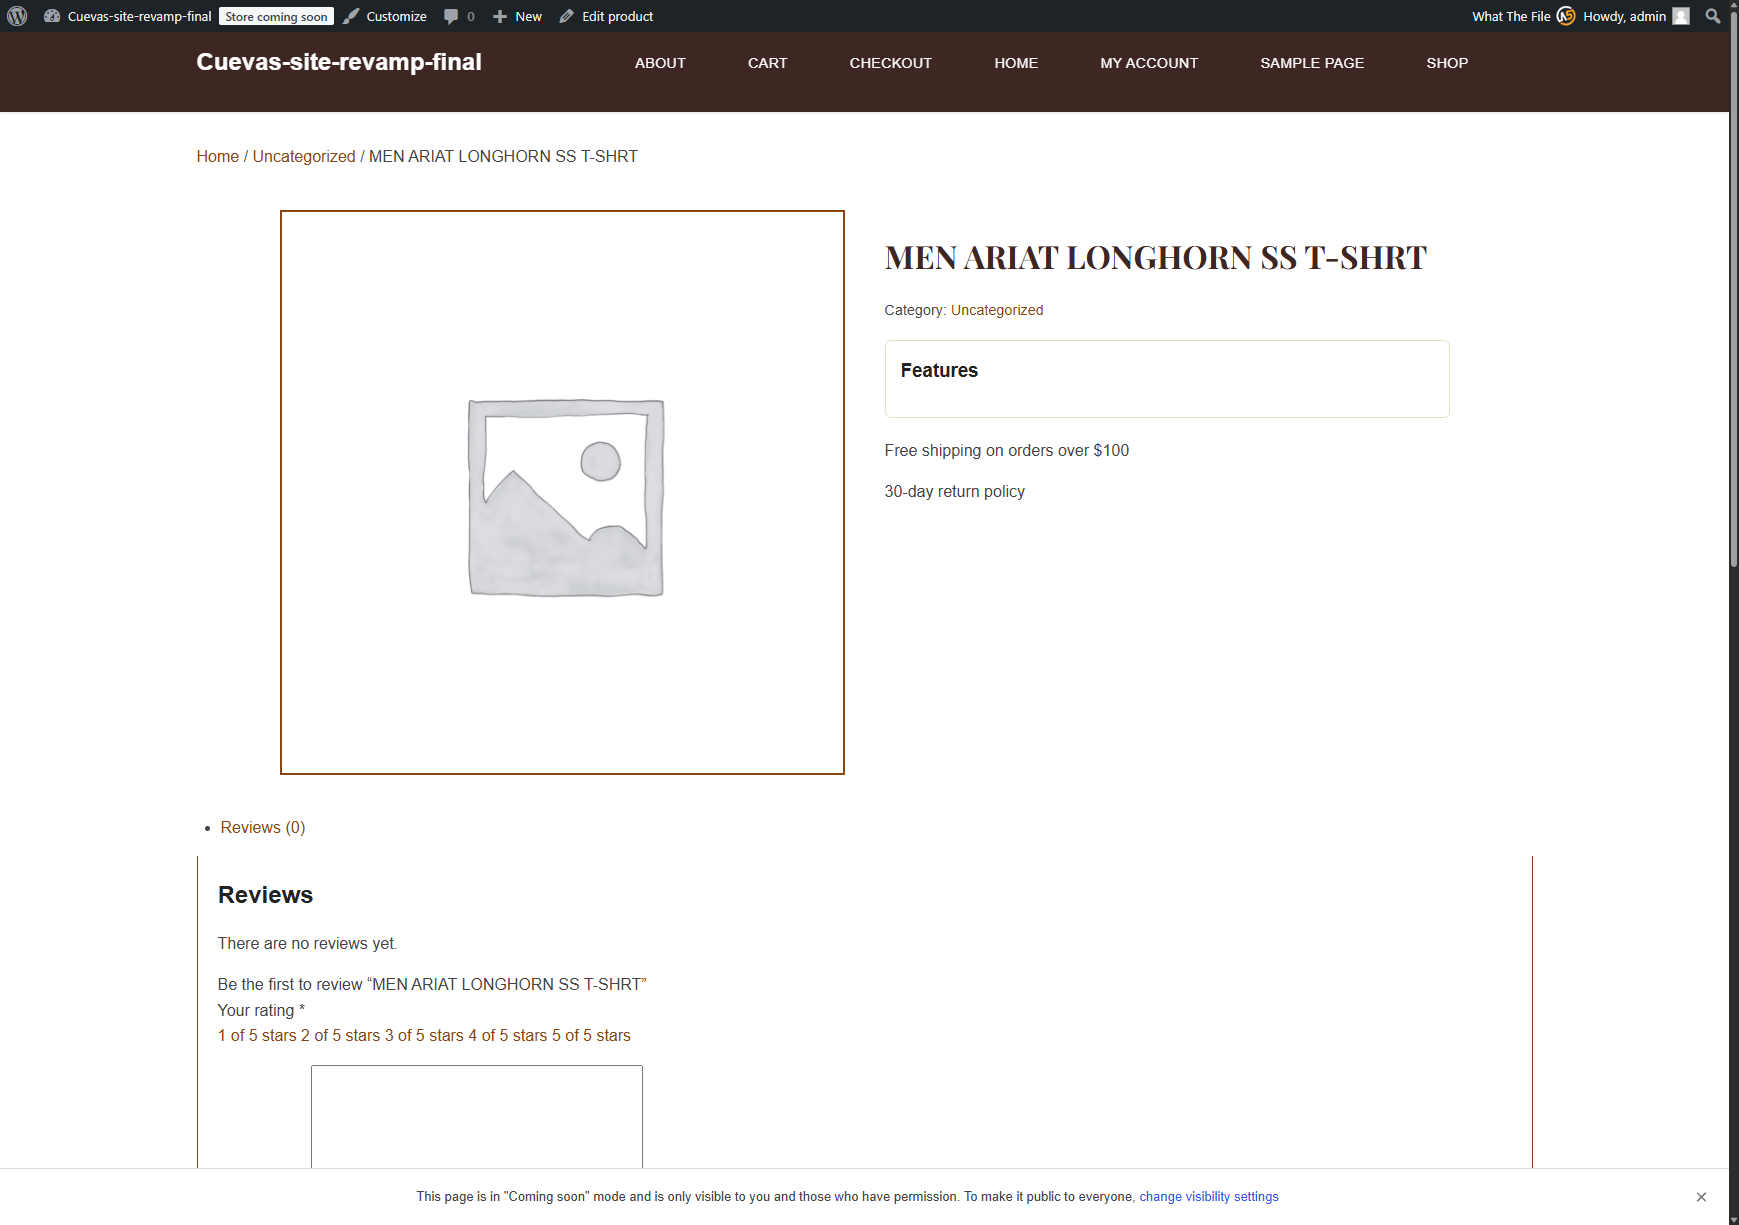 Cuevas-site-revamp-final Store coming soon Customize 0 New Edit product What The File Howdy, admin
Cuevas-site-revamp-final
ABOUT CART CHECKOUT HOME MY ACCOUNT SAMPLE PAGE SHOP
Home / Uncategorized / MEN ARIAT LONGHORN SS T-SHRT
MEN ARIAT LONGHORN SS T-SHRT
Category: Uncategorized
Features
Free shipping on orders over $100
30-day return policy
Reviews (0)
Reviews
There are no reviews yet.
Be the first to review “MEN ARIAT LONGHORN SS T-SHRT”
Your rating *
1 of 5 stars 2 of 5 stars 3 of 5 stars 4 of 5 stars 5 of 5 stars
This page is in "Coming soon" mode and is only visible to you and those who have permission. To make it public to everyone, change visibility settings